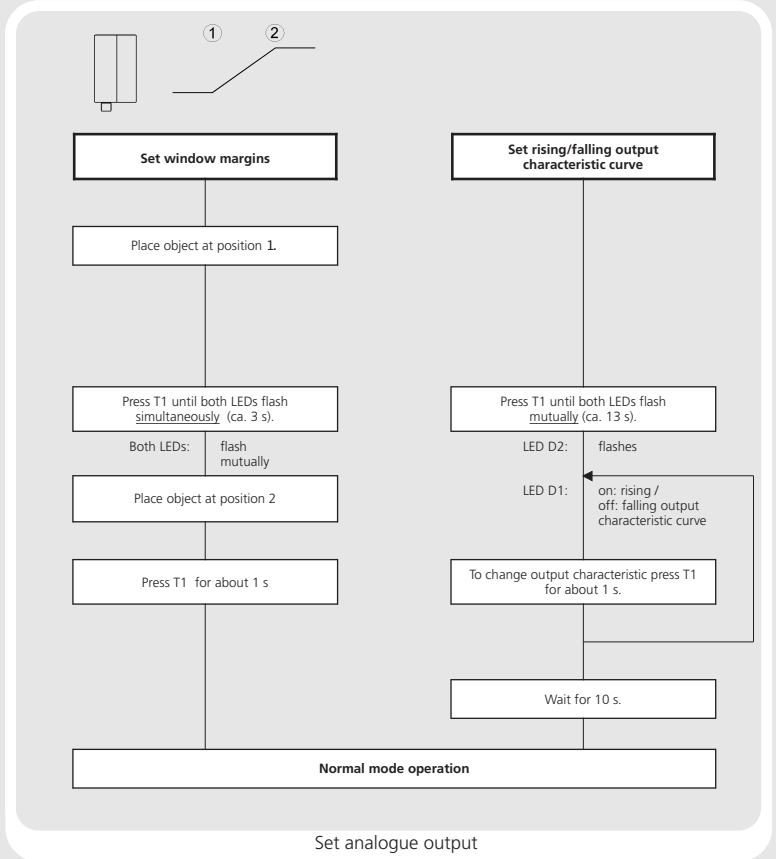 ① ②
Set window margins
Place object at position 1.
Press T1 until both LEDs flash
simultaneously (ca. 3 s).
Both LEDs: flash
mutually
Place object at position 2
Press T1 for about 1 s
Set rising/falling output
characteristic curve
Press T1 until both LEDs flash
mutually (ca. 13 s).
LED D2: flashes
LED D1: on: rising /
off: falling output
characteristic curve
To change output characteristic press T1
for about 1 s.
Wait for 10 s.
Normal mode operation
Set analogue output